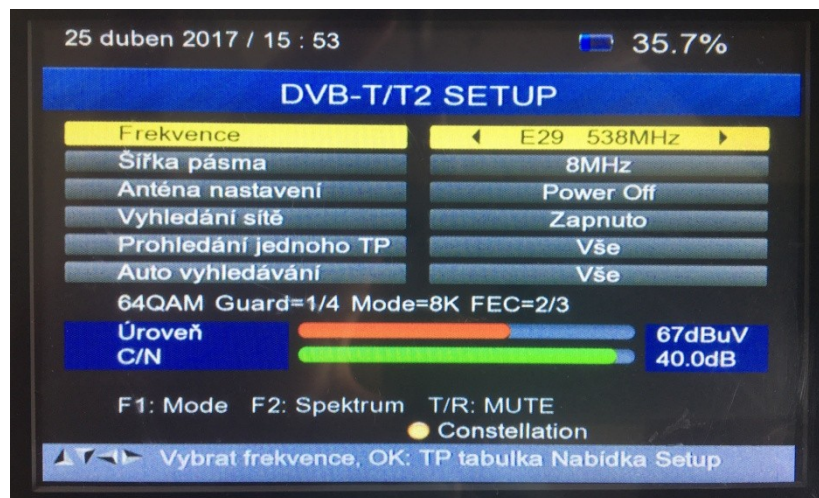 25 duben 2017 / 15 : 53 35.7%
DVB-T/T2 SETUP
Frekvence E29 538MHz
Šířka pásma 8MHz
Anténa nastavení Power Off
Vyhledání sítě Zapnuto
Prohledání jednoho TP Vše
Auto vyhledávání Vše
64QAM Guard=1/4 Mode=8K FEC=2/3
Úroveň 67dBuV
C/N 40.0dB
F1: Mode F2: Spektrum T/R: MUTE
Constellation
Vybrat frekvence, OK: TP tabulka Nabídka Setup